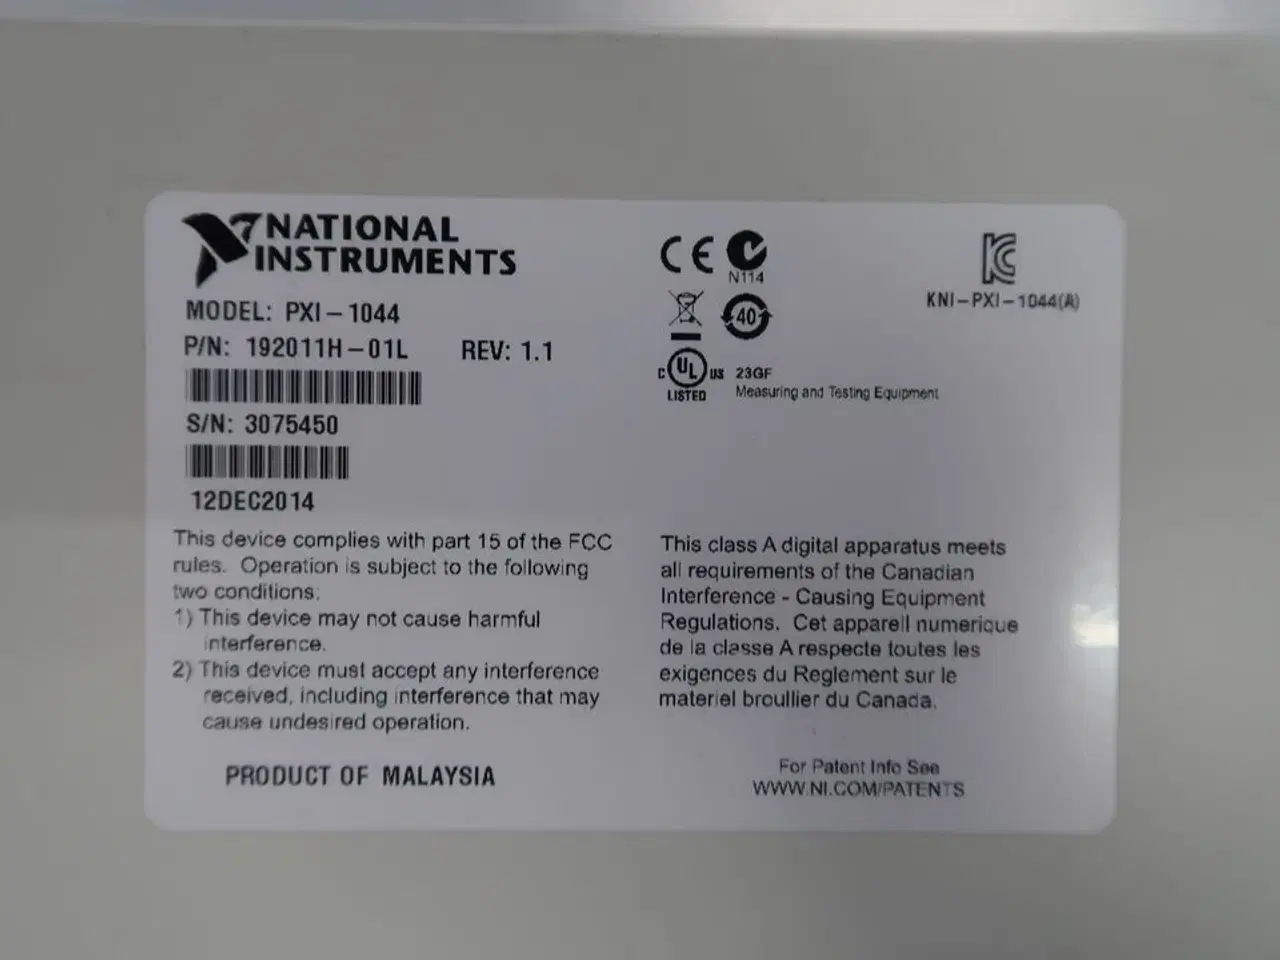 NATIONAL
INSTRUMENTS
MODEL: PXI-1044
P/N: 192011H-01L REV: 1.1
S/N: 3075450
12DEC2014
This device complies with part 15 of the FCC
rules. Operation is subject to the following
two conditions:
1) This device may not cause harmful
interference.
2) This device must accept any interference
received, including interference that may
cause undesired operation.
PRODUCT OF MALAYSIA
CE
N114
40
C UL US
LISTED
23GF
Measuring and Testing Equipment
KC
KNI-PXI-1044(A)
This class A digital apparatus meets
all requirements of the Canadian
Interference - Causing Equipment
Regulations. Cet appareil numerique
de la classe A respecte toutes les
exigences du Reglement sur le
materiel broullier du Canada.
For Patent Info See
WWW.NI.COM/PATENTS